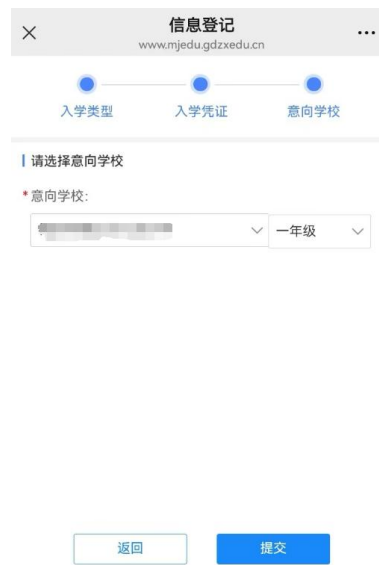 信息登记
www.mjedu.gdzxedu.cn
入学类型 入学凭证 意向学校
请选择意向学校
*意向学校:
一年级
返回 提交